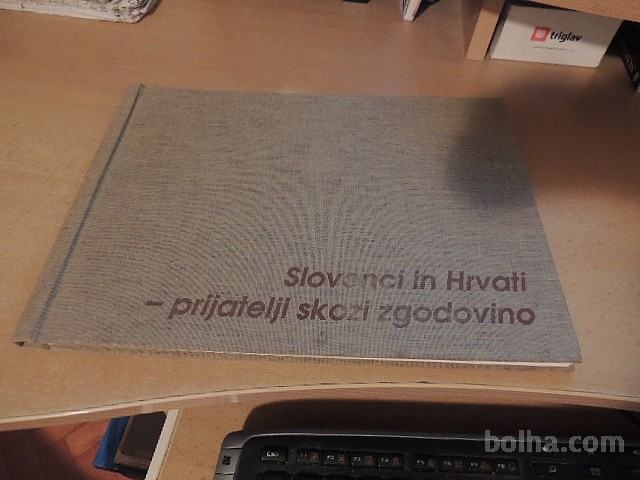 triglav
Slovenci in Hrvati
– prijatelji skozi zgodovino
bolha.com